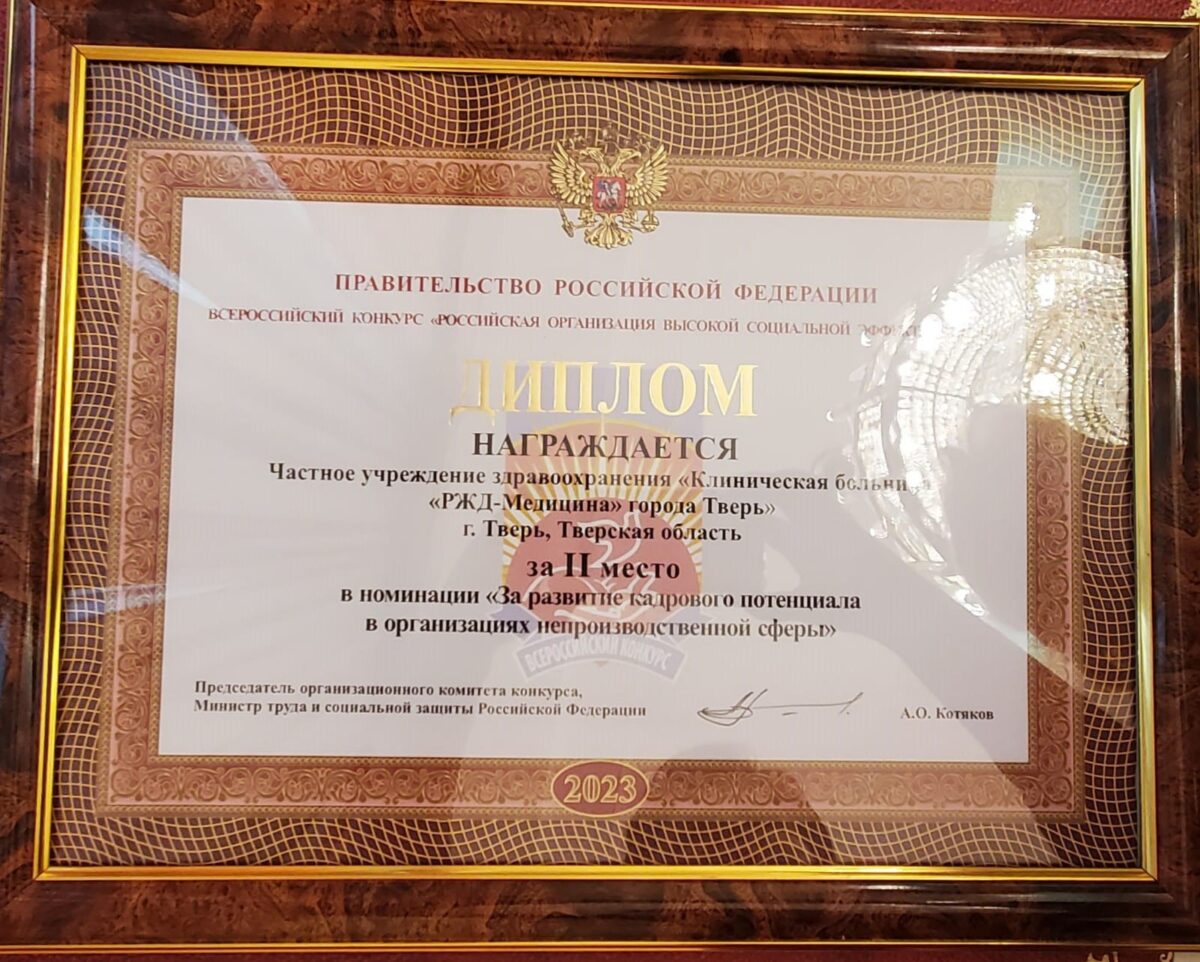 ПРАВИТЕЛЬСТВО РОССИЙСКОЙ ФЕДЕРАЦИИ
ВСЕРОССИЙСКИЙ КОНКУРС «РОССИЙСКАЯ ОРГАНИЗАЦИЯ ВЫСОКОЙ СОЦИАЛЬНОЙ
ДИПЛОМ
НАГРАЖДАЕТСЯ
Частное учреждение здравоохранения «Клиническая больница
«РЖД-Медицина» города Тверь»
г. Тверь, Тверская область
за II место
в номинации «За развитие кадрового потенциала
в организациях непроизводственной сферы»
ВСЕРОССИЙСКИЙ КОНКУРС
Председатель организационного комитета конкурса,
Министр труда и социальной защиты Российской Федерации
А.О. Котяков
2023